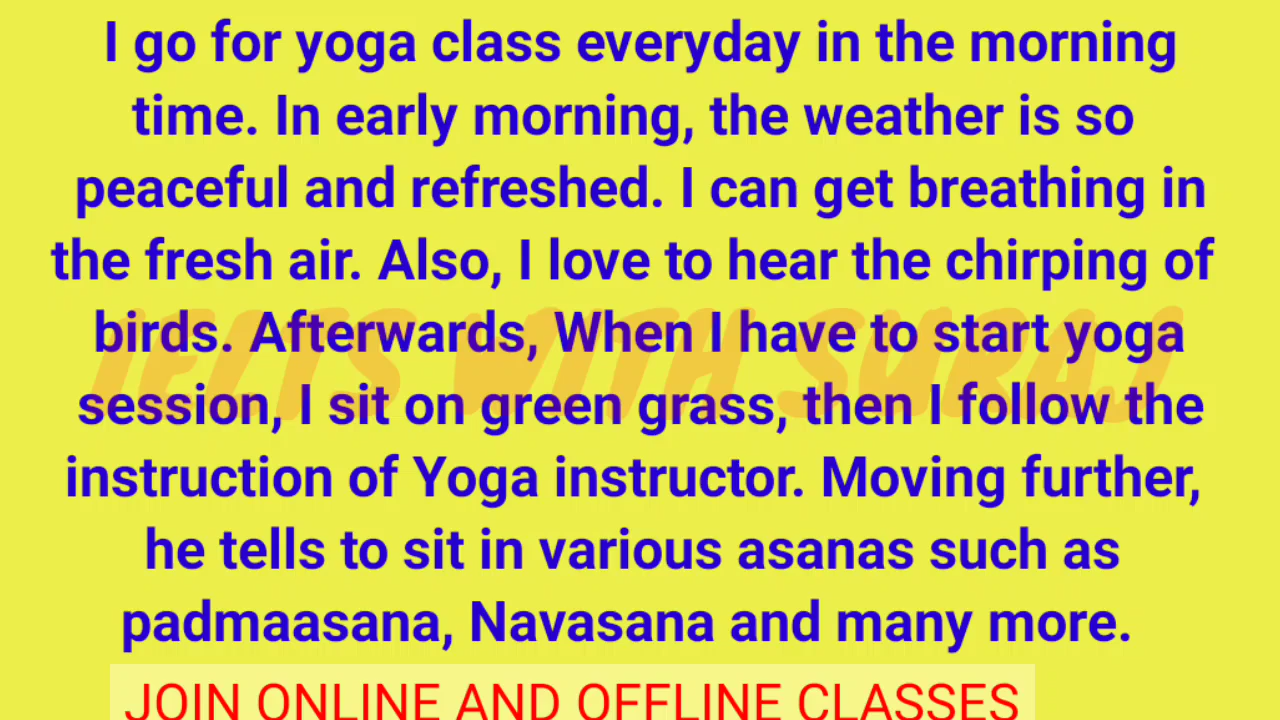 I go for yoga class everyday in the morning
time. In early morning, the weather is so
peaceful and refreshed. I can get breathing in
the fresh air. Also, I love to hear the chirping of
birds. Afterwards, When I have to start yoga
IELTS WITH SURAJ
session, I sit on green grass, then I follow the
instruction of Yoga instructor. Moving further,
he tells to sit in various asanas such as
padmaasana, Navasana and many more.
JOIN ONLINE AND OFFLINE CLASSES